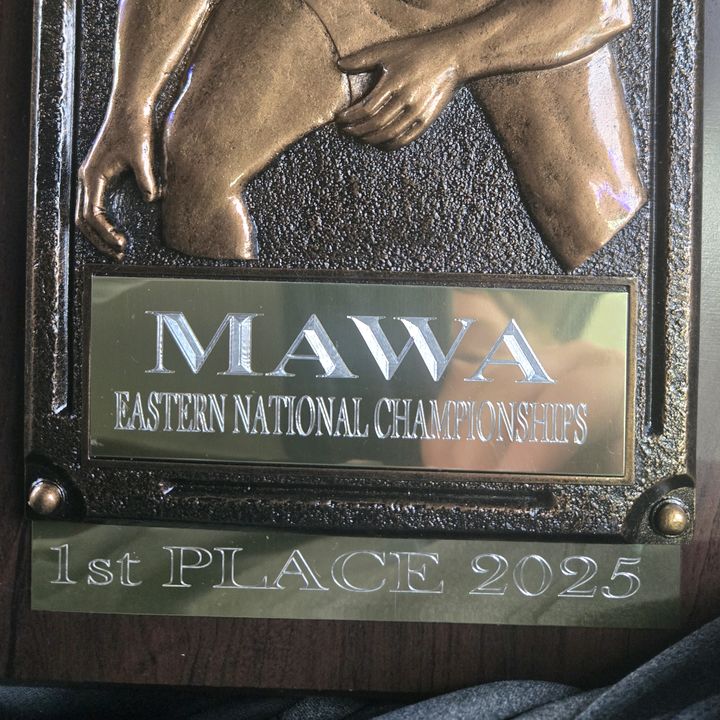 MAWA
EASTERN NATIONAL CHAMPIONSHIPS
1st PLACE 2025